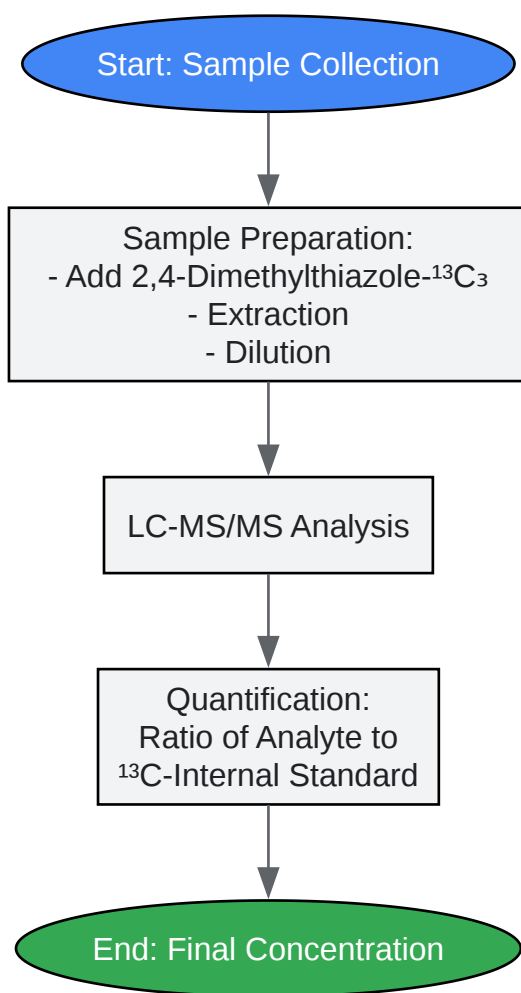 Start: Sample Collection
Sample Preparation:
- Add 2,4-Dimethylthiazole-¹³C₃
- Extraction
- Dilution
LC-MS/MS Analysis
Quantification:
Ratio of Analyte to
¹³C-Internal Standard
End: Final Concentration